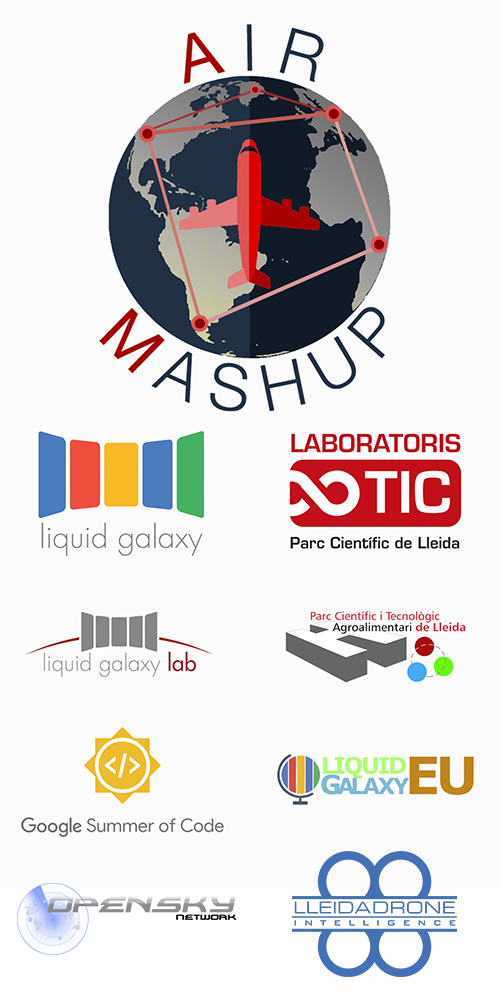 AIR
MASHUP
liquid galaxy
LABORATORIS
TIC
Parc Científic de Lleida
liquid galaxy lab
Parc Científic i Tecnològic
Agroalimentari de Lleida
</>
Google Summer of Code
LIQUID
GALAXY EU
OPENSKY
NETWORK
LLEIDADRONE
INTELLIGENCE